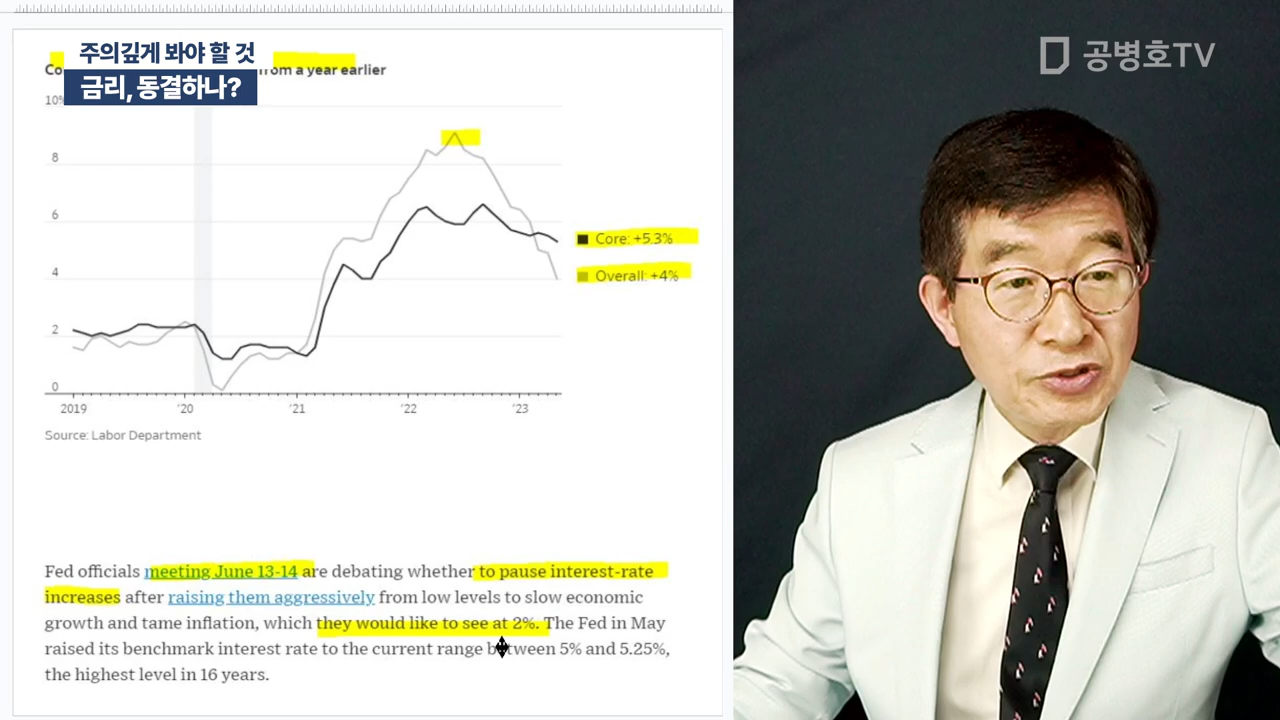 주의깊게 봐야 할 것
금리, 동결하나?
공병호TV
Co from a year earlier
10%
8
6
4
2
0
Core: +5.3%
Overall: +4%
2019 '20 '21 '22 '23
Source: Labor Department
Fed officials meeting June 13-14 are debating whether to pause interest-rate
increases after raising them aggressively from low levels to slow economic
growth and tame inflation, which they would like to see at 2%. The Fed in May
raised its benchmark interest rate to the current range between 5% and 5.25%,
the highest level in 16 years.